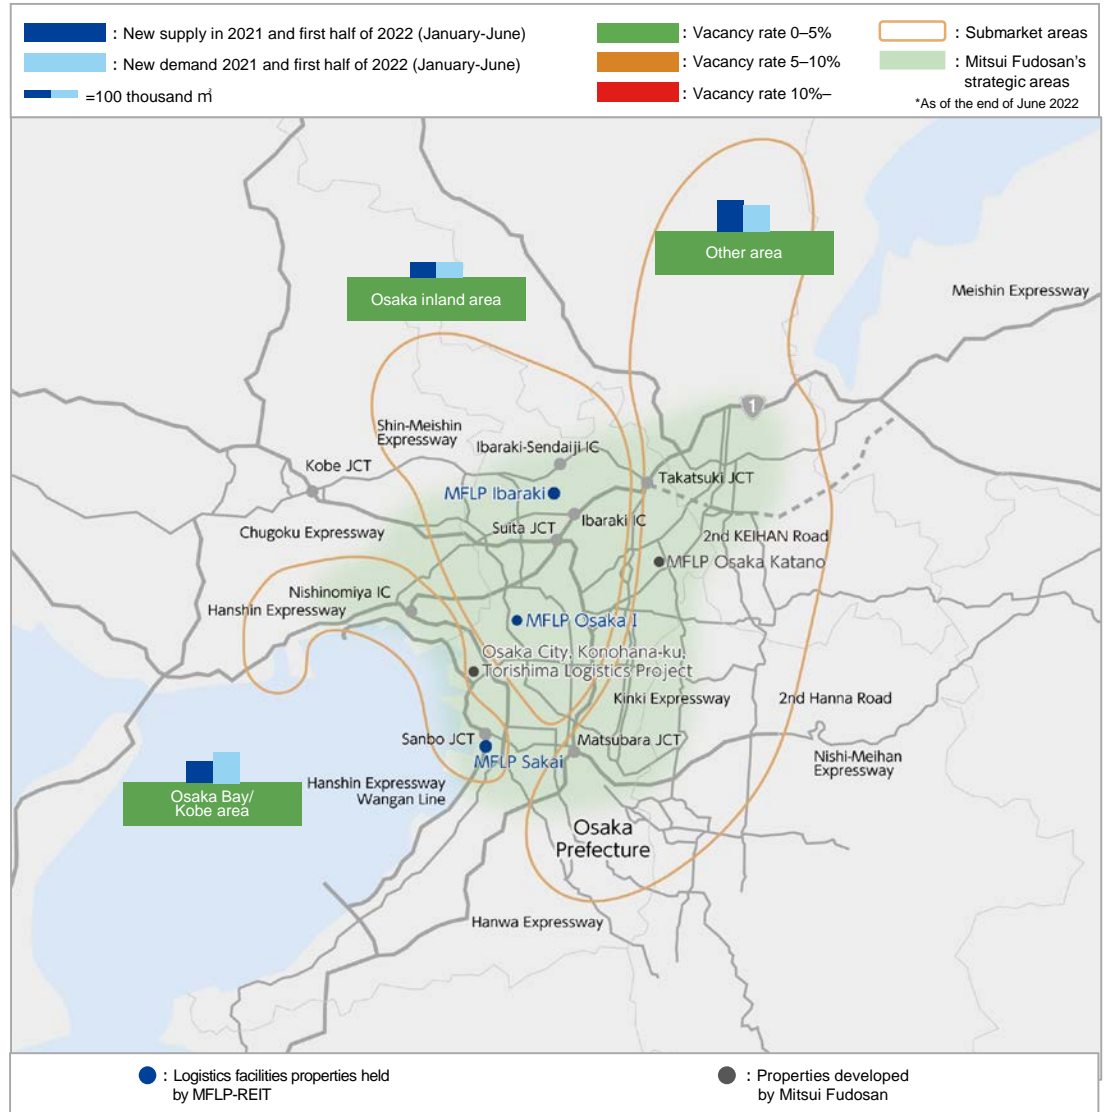 : New supply in 2021 and first half of 2022 (January-June)
: New demand 2021 and first half of 2022 (January-June)
=100 thousand ㎡
: Vacancy rate 0–5%
: Vacancy rate 5–10%
: Vacancy rate 10%–
: Submarket areas
: Mitsui Fudosan's
strategic areas
*As of the end of June 2022
Other area
Osaka inland area
Meishin Expressway
1
Shin-Meishin
Expressway
Ibaraki-Sendaiji IC
Kobe JCT
Takatsuki JCT
MFLP Ibaraki
Ibaraki IC
Suita JCT
Chugoku Expressway
2nd KEIHAN Road
MFLP Osaka Katano
Nishinomiya IC
Hanshin Expressway
MFLP Osaka I
Osaka City, Konohana-ku,
Torishima Logistics Project
Kinki Expressway
2nd Hanna Road
Sanbo JCT
Matsubara JCT
MFLP Sakai
Nishi-Meihan
Expressway
Hanshin Expressway
Wangan Line
Osaka Bay/
Kobe area
Osaka
Prefecture
Hanwa Expressway
: Logistics facilities properties held
by MFLP-REIT
: Properties developed
by Mitsui Fudosan